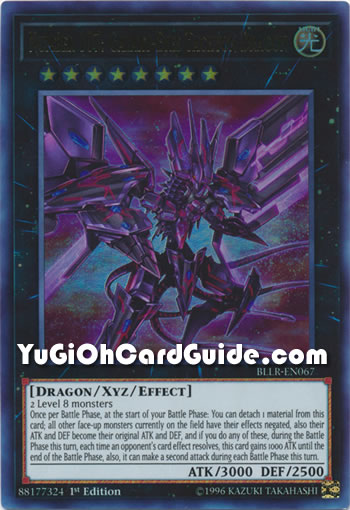 YuGiOhCardGuide.com
BLLR-EN067
[Dragon/Xyz/Effect]
2 Level 8 monsters
Once per Battle Phase, at the start of your Battle Phase: You can detach 1 material from this
card; all other face-up monsters currently on the field have their effects negated, also their
ATK and DEF become their original ATK and DEF, and if you do any of these, during the Battle
Phase this turn, each time an opponent's card effect resolves, this card gains 1000 ATK until the
end of the Battle Phase, also, it can make a second attack during each Battle Phase this turn.
ATK/3000 DEF/2500
88177324 1st Edition ©1996 KAZUKI TAKAHASHI